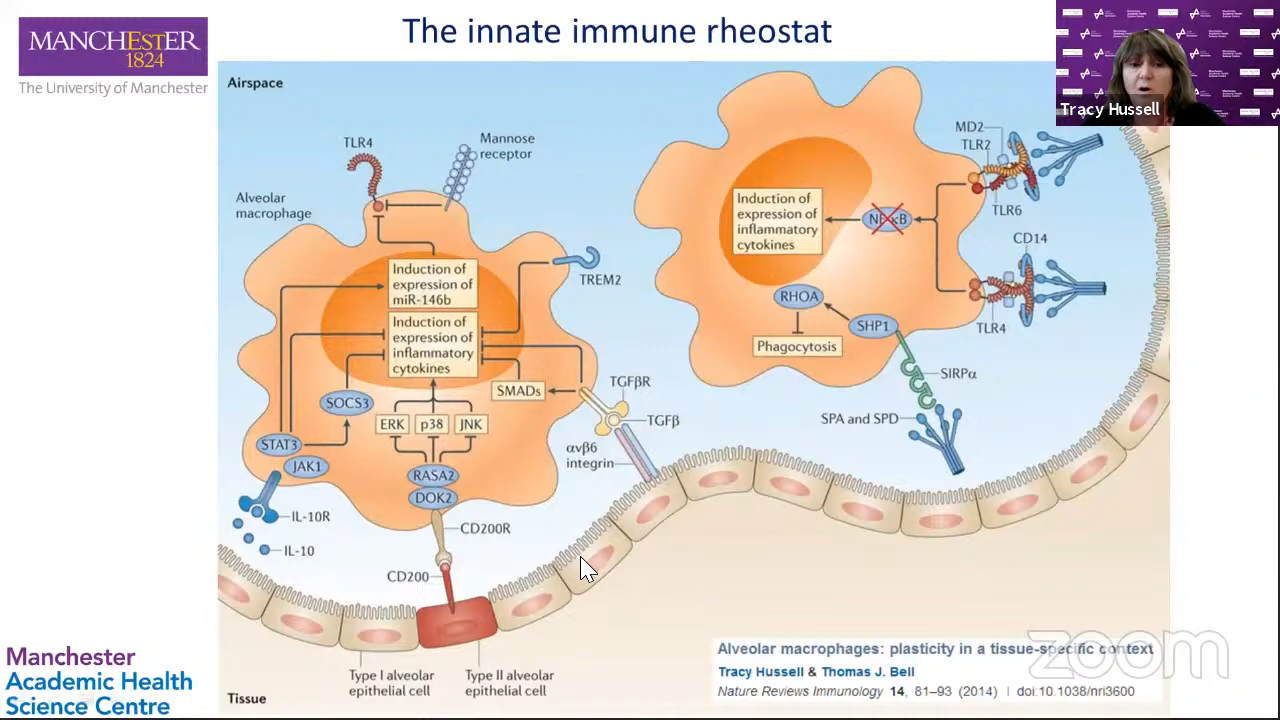 MANCHESTER
1824
The University of Manchester
The innate immune rheostat
Tracy Hussell
Airspace
TLR4
Mannose
receptor
Alveolar
macrophage
Induction of
expression of
miR-146b
Induction of
expression of
inflammatory
cytokines
TREM2
SOCS3
SMADs
TGFβR
TGFβ
ERK
p38
JNK
αvβ6
integrin
STAT3
JAK1
RASA2
DOK2
IL-10R
IL-10
CD200R
CD200
Type I alveolar
epithelial cell
Type II alveolar
epithelial cell
Tissue
MD2
TLR2
TLR6
Induction of
expression of
inflammatory
cytokines
NF-κB
CD14
TLR4
RHOA
SHP1
Phagocytosis
SIRPα
SPA and SPD
Manchester
Academic Health
Science Centre
Alveolar macrophages: plasticity in a tissue-specific context
Tracy Hussell & Thomas J. Bell
Nature Reviews Immunology 14, 81–93 (2014) | doi:10.1038/nri3600
zoom